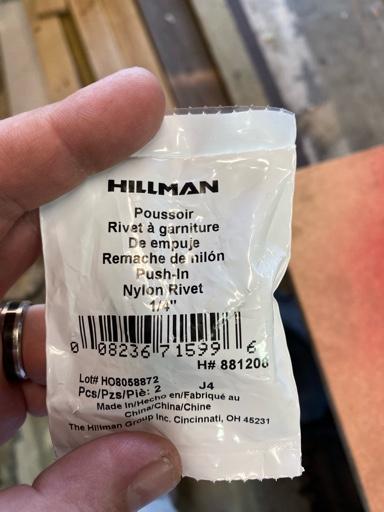 HILLMAN
Poussoir
Rivet à garniture
De empuje
Remache de nilón
Push-In
Nylon Rivet
1/4"
0 08236 71599 6
H# 881206
Lot# HO8058872 J4
Pcs/Pzs/Piè: 2
Made In/Hecho en/Fabriqué au
China/China/Chine
The Hillman Group Inc. Cincinnati, OH 45231